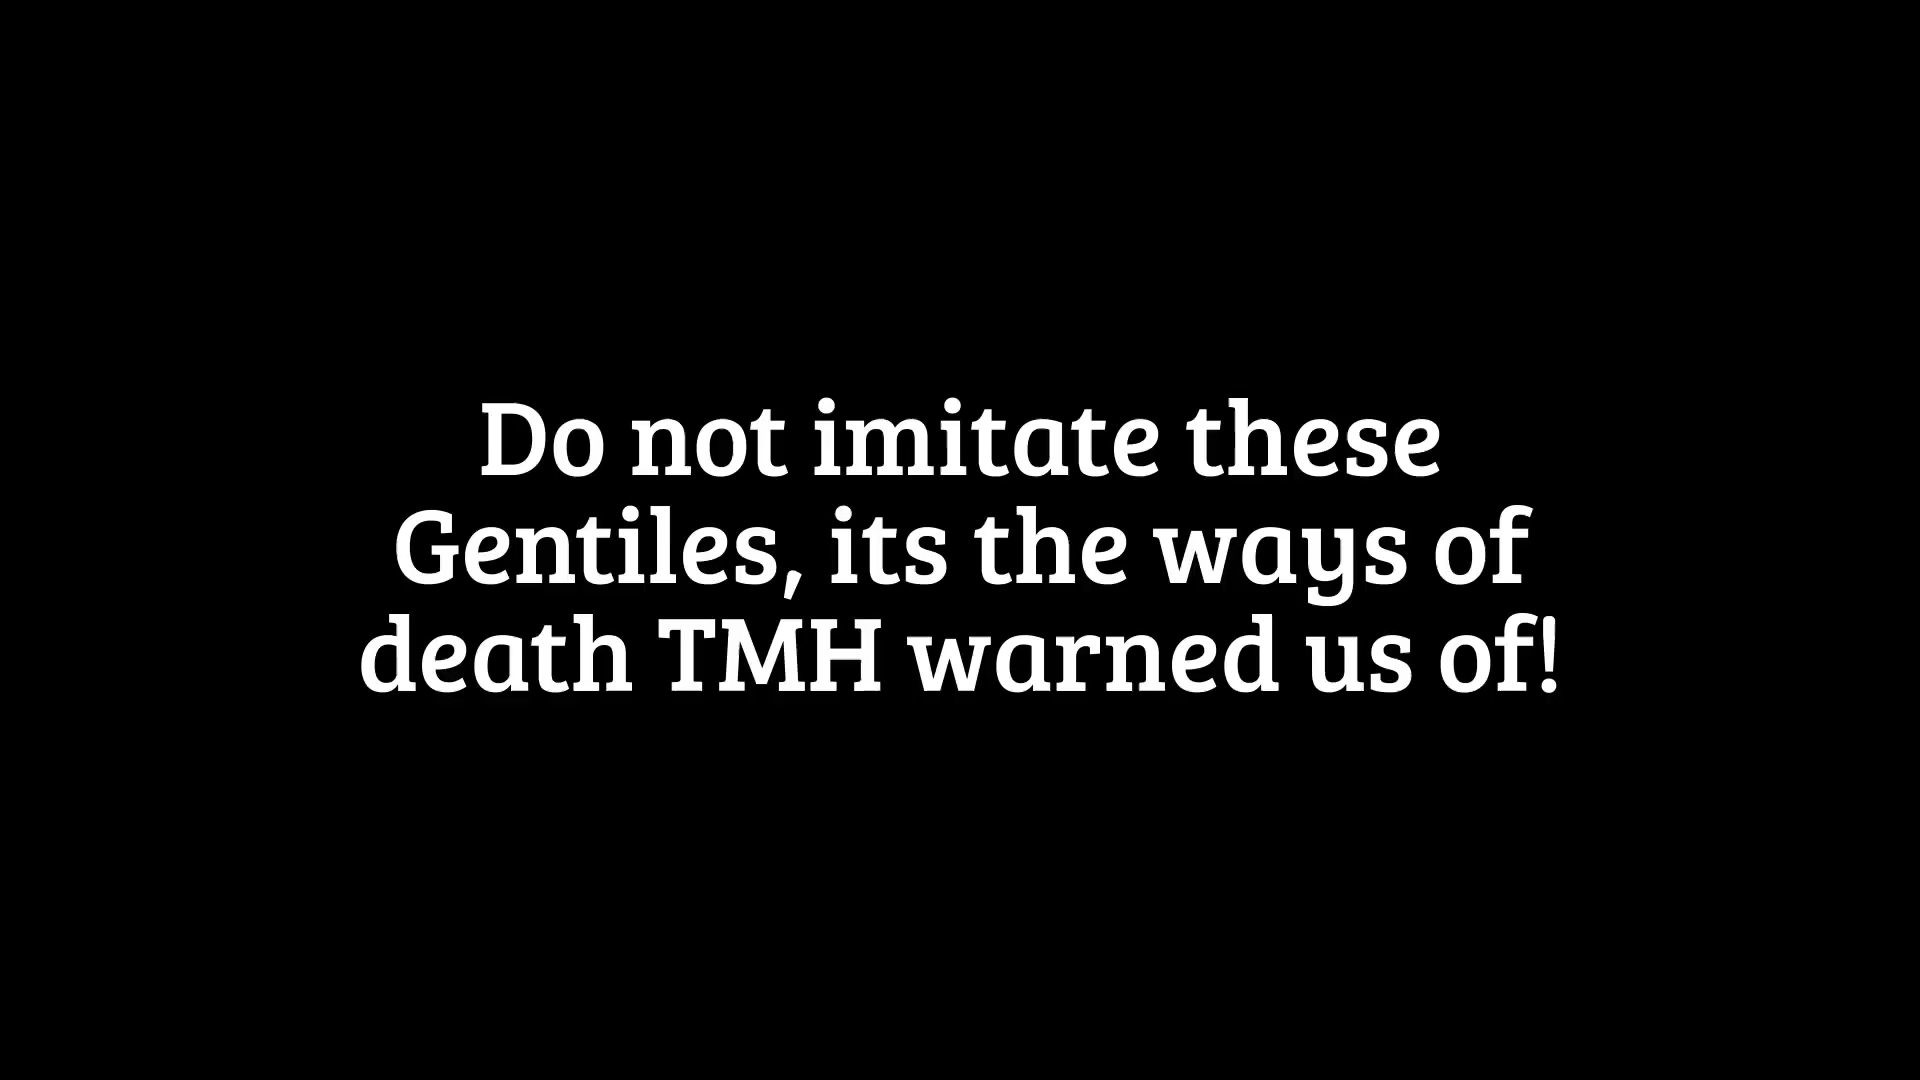 Do not imitate these
Gentiles, its the ways of
death TMH warned us of!